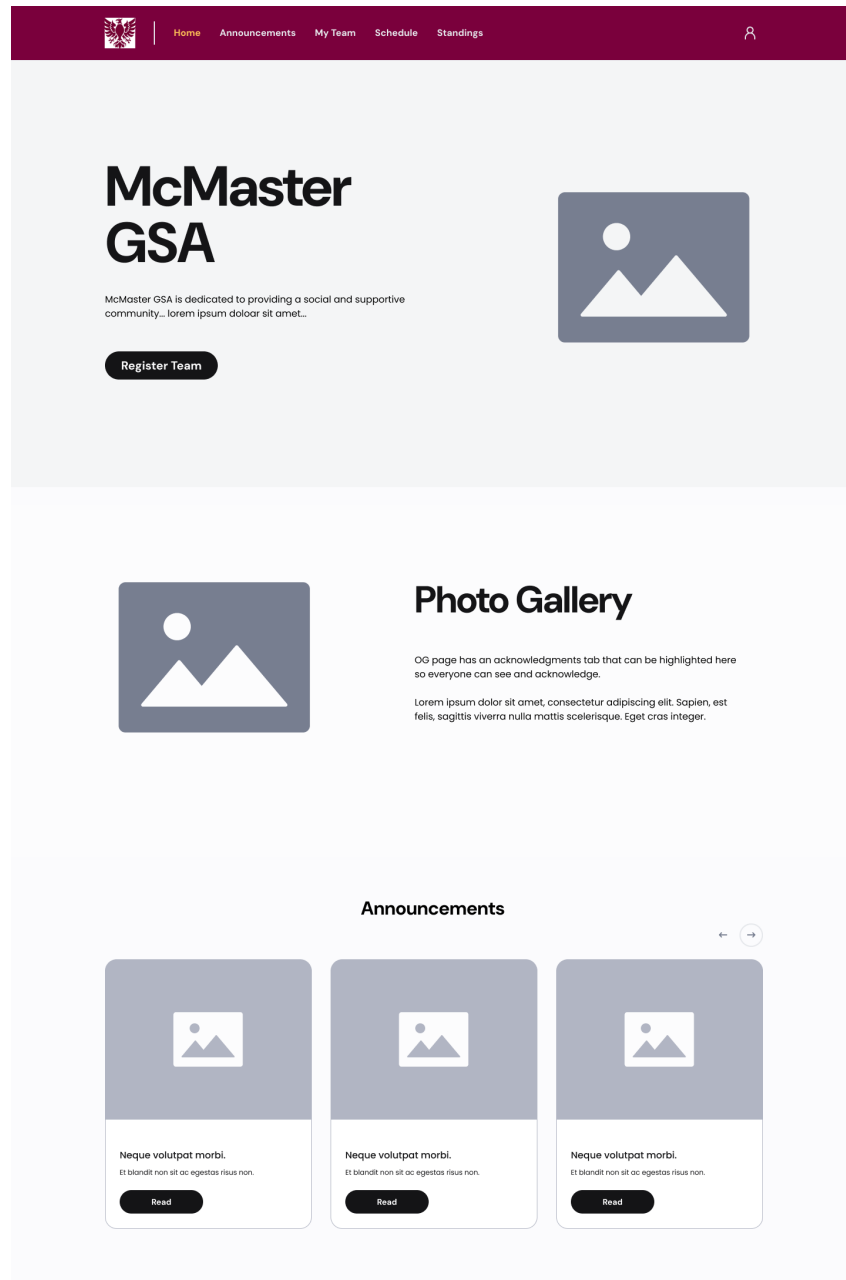 Home Announcements My Team Schedule Standings
McMaster
GSA
McMaster GSA is dedicated to providing a social and supportive
community... lorem ipsum doloar sit amet...
Register Team
Photo Gallery
OG page has an acknowledgments tab that can be highlighted here
so everyone can see and acknowledge.
Lorem ipsum dolor sit amet, consectetur adipiscing elit. Sapien, est
felis, sagittis viverra nulla mattis scelerisque. Eget cras integer.
Announcements
Neque volutpat morbi.
Et blandit non sit ac egestas risus non.
Read
Neque volutpat morbi.
Et blandit non sit ac egestas risus non.
Read
Neque volutpat morbi.
Et blandit non sit ac egestas risus non.
Read